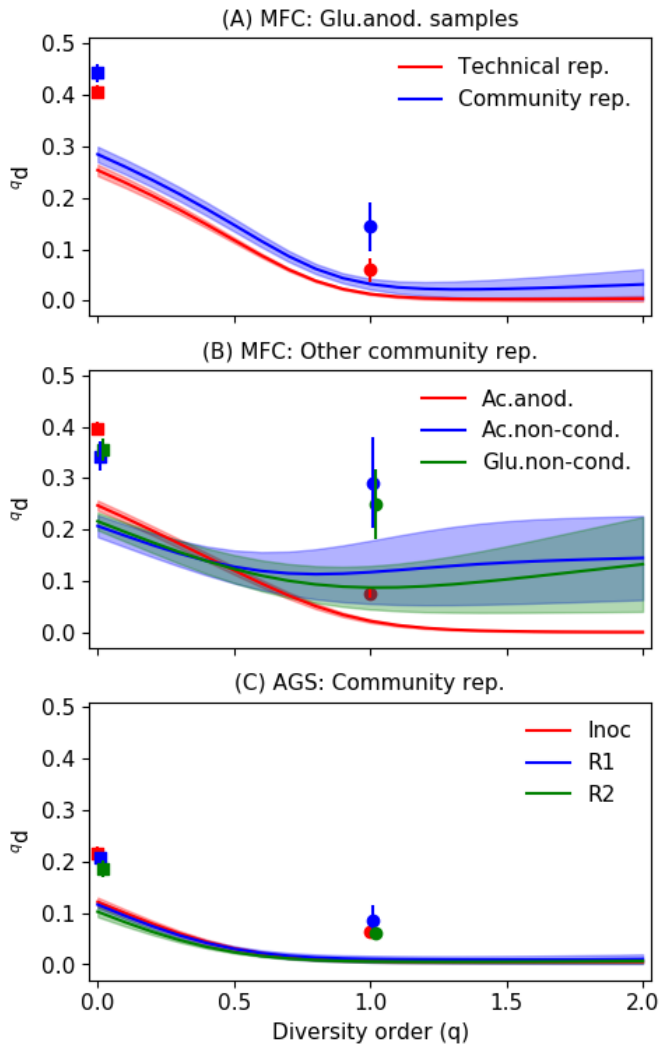 (A) MFC: Glu.anod. samples
0.5
0.4
0.3
0.2
0.1
0.0
qd
Technical rep.
Community rep.
(B) MFC: Other community rep.
0.5
0.4
0.3
0.2
0.1
0.0
qd
Ac.anod.
Ac.non-cond.
Glu.non-cond.
(C) AGS: Community rep.
0.5
0.4
0.3
0.2
0.1
0.0
qd
Inoc
R1
R2
0.0 0.5 1.0 1.5 2.0
Diversity order (q)